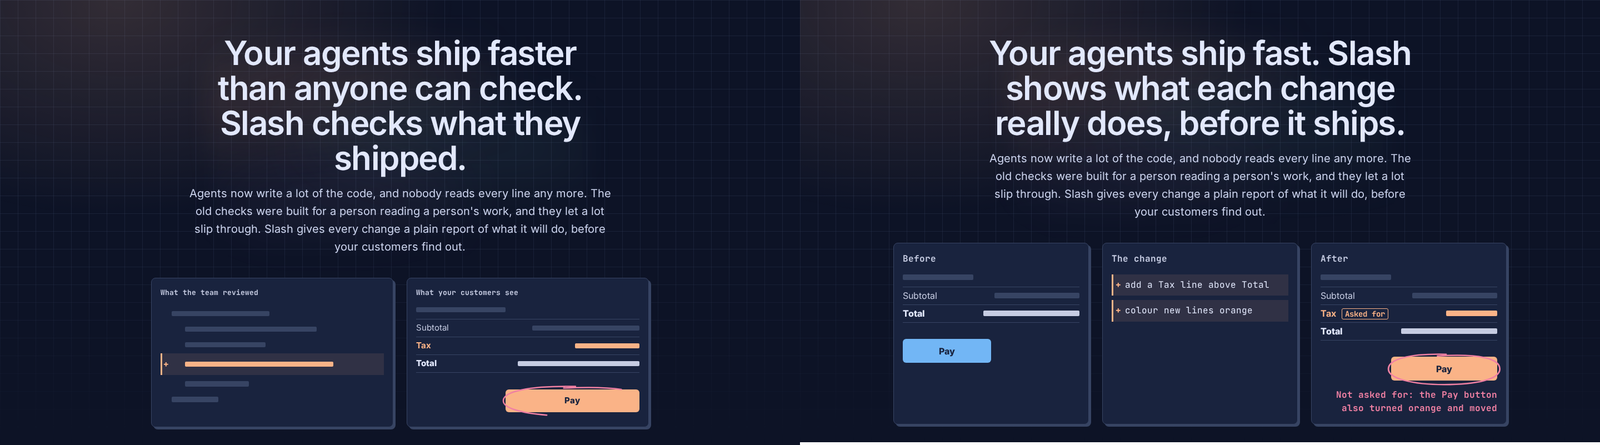 Your agents ship faster
than anyone can check.
Slash checks what they
shipped.
Agents now write a lot of the code, and nobody reads every line any more. The
old checks were built for a person reading a person's work, and they let a lot
slip through. Slash gives every change a plain report of what it will do, before
your customers find out.
What the team reviewed
+
What your customers see
Subtotal
Tax
Total
Pay
Your agents ship fast. Slash
shows what each change
really does, before it ships.
Agents now write a lot of the code, and nobody reads every line any more. The
old checks were built for a person reading a person's work, and they let a lot
slip through. Slash gives every change a plain report of what it will do, before
your customers find out.
Before
Subtotal
Total
Pay
The change
+ add a Tax line above Total
+ colour new lines orange
After
Subtotal
Tax Asked for
Total
Pay
Not asked for: the Pay button
also turned orange and moved